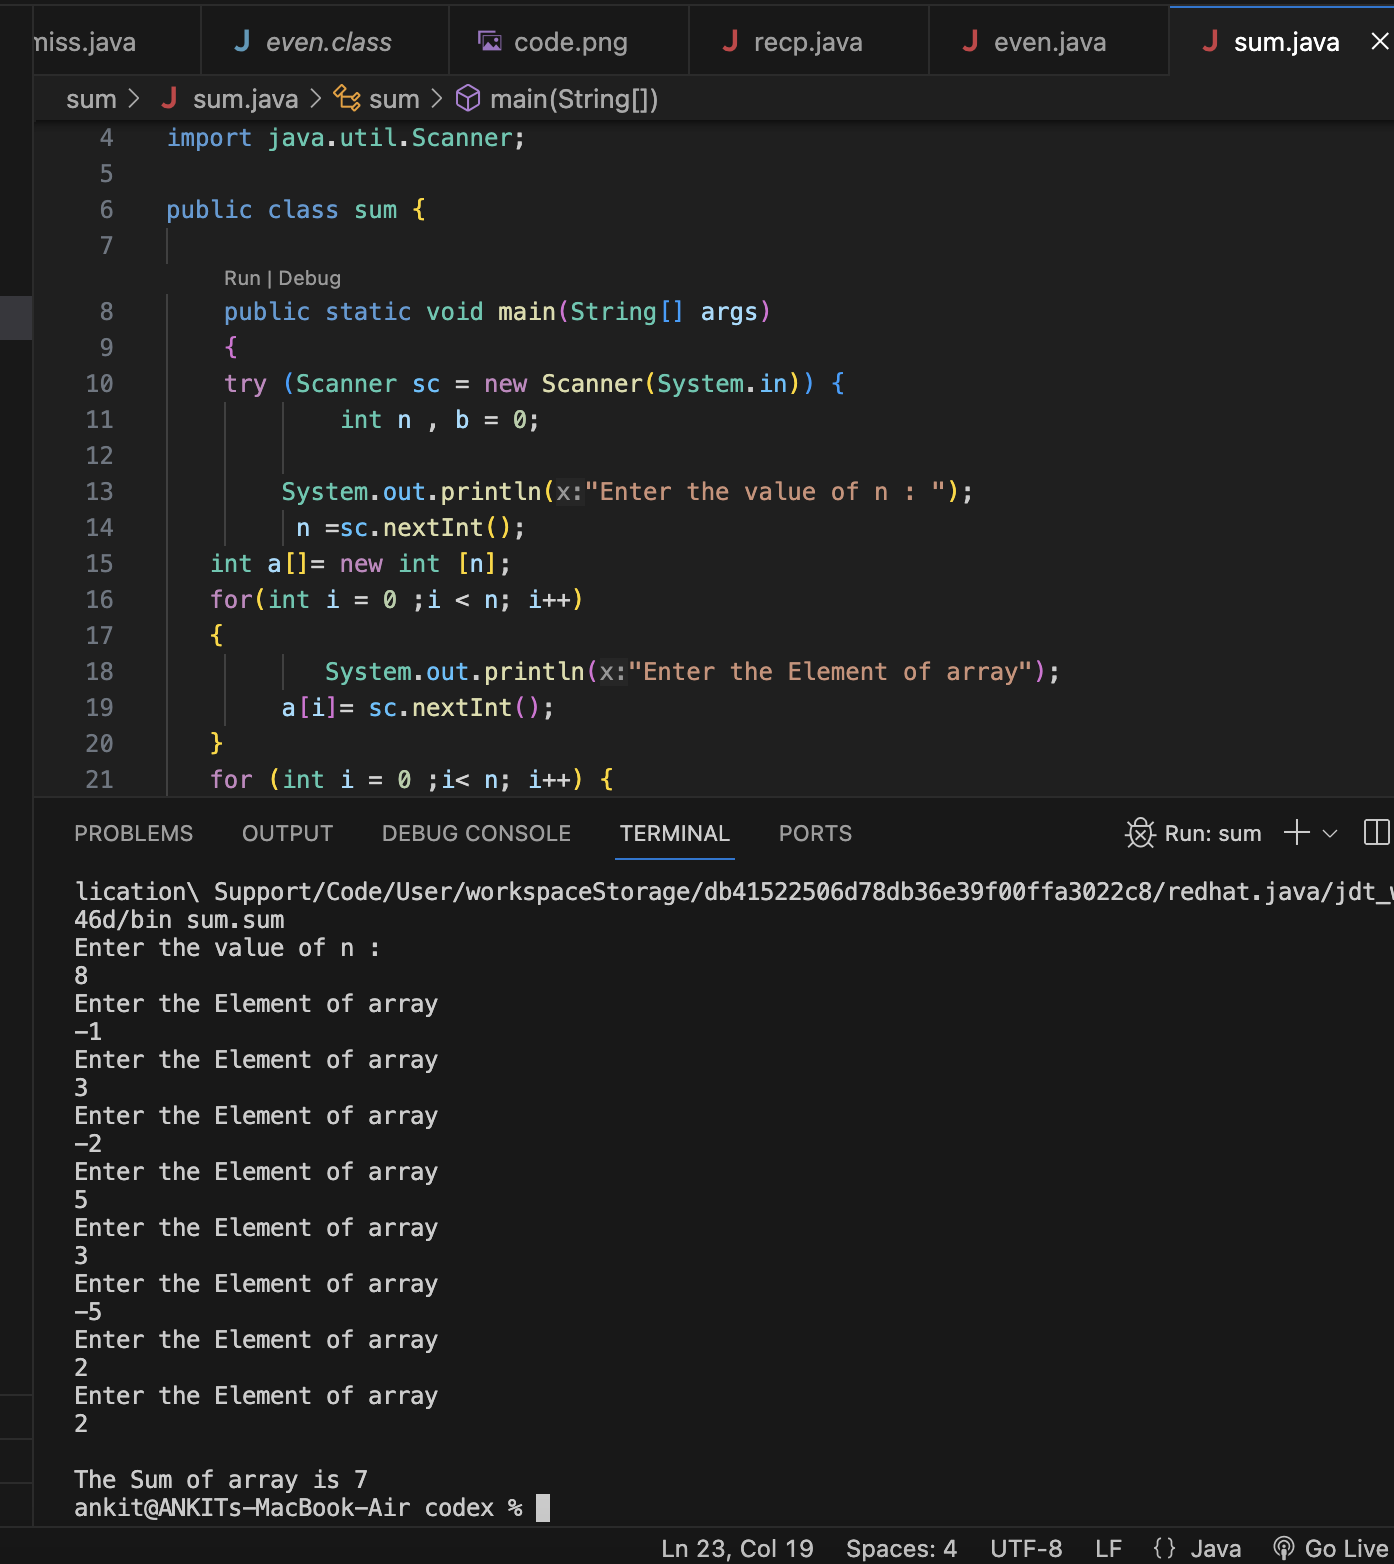 miss.java even.class code.png recp.java even.java sum.java
sum > sum.java > sum > main(String[])
4 import java.util.Scanner;
5
6 public class sum {
7
Run | Debug
8 public static void main(String[] args)
9 {
10 try (Scanner sc = new Scanner(System.in)) {
11 int n , b = 0;
12
13 System.out.println(x:"Enter the value of n : ");
14 n =sc.nextInt();
15 int a[]= new int [n];
16 for(int i = 0 ;i < n; i++)
17 {
18 System.out.println(x:"Enter the Element of array");
19 a[i]= sc.nextInt();
20 }
21 for (int i = 0 ;i< n; i++) {
PROBLEMS OUTPUT DEBUG CONSOLE TERMINAL PORTS Run: sum
lication\ Support/Code/User/workspaceStorage/db41522506d78db36e39f00ffa3022c8/redhat.java/jdt_w
46d/bin sum.sum
Enter the value of n :
8
Enter the Element of array
-1
Enter the Element of array
3
Enter the Element of array
-2
Enter the Element of array
5
Enter the Element of array
3
Enter the Element of array
-5
Enter the Element of array
2
Enter the Element of array
2
The Sum of array is 7
ankit@ANKITs-MacBook-Air codex %
Ln 23, Col 19 Spaces: 4 UTF-8 LF {} Java Go Live